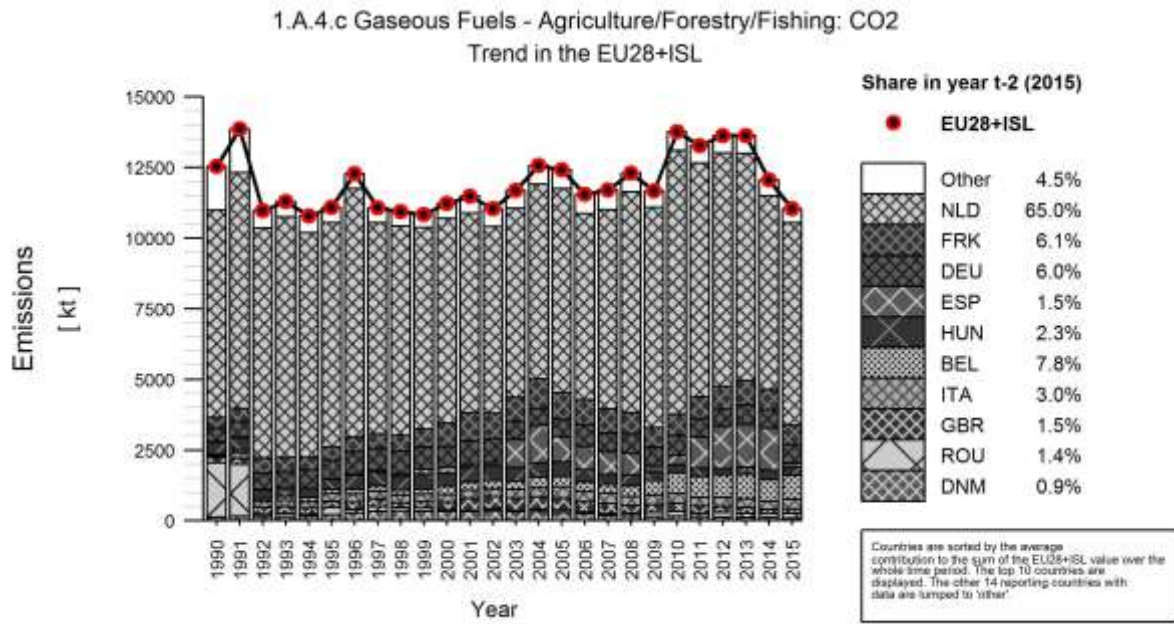 1.A.4.c Gaseous Fuels - Agriculture/Forestry/Fishing: CO2
Trend in the EU28+ISL
Share in year t-2 (2015)
EU28+ISL
Other 4.5%
NLD 65.0%
FRK 6.1%
DEU 6.0%
ESP 1.5%
HUN 2.3%
BEL 7.8%
ITA 3.0%
GBR 1.5%
ROU 1.4%
DNM 0.9%
Countries are sorted by the average
contribution to the sum of the EU28+ISL value over the
whole time period. The top 10 countries are
displayed. The other 14 reporting countries with
data are lumped to 'other'.
Emissions
[ kt ]
15000
12500
10000
7500
5000
2500
0
1990 1991 1992 1993 1994 1995 1996 1997 1998 1999 2000 2001 2002 2003 2004 2005 2006 2007 2008 2009 2010 2011 2012 2013 2014 2015
Year